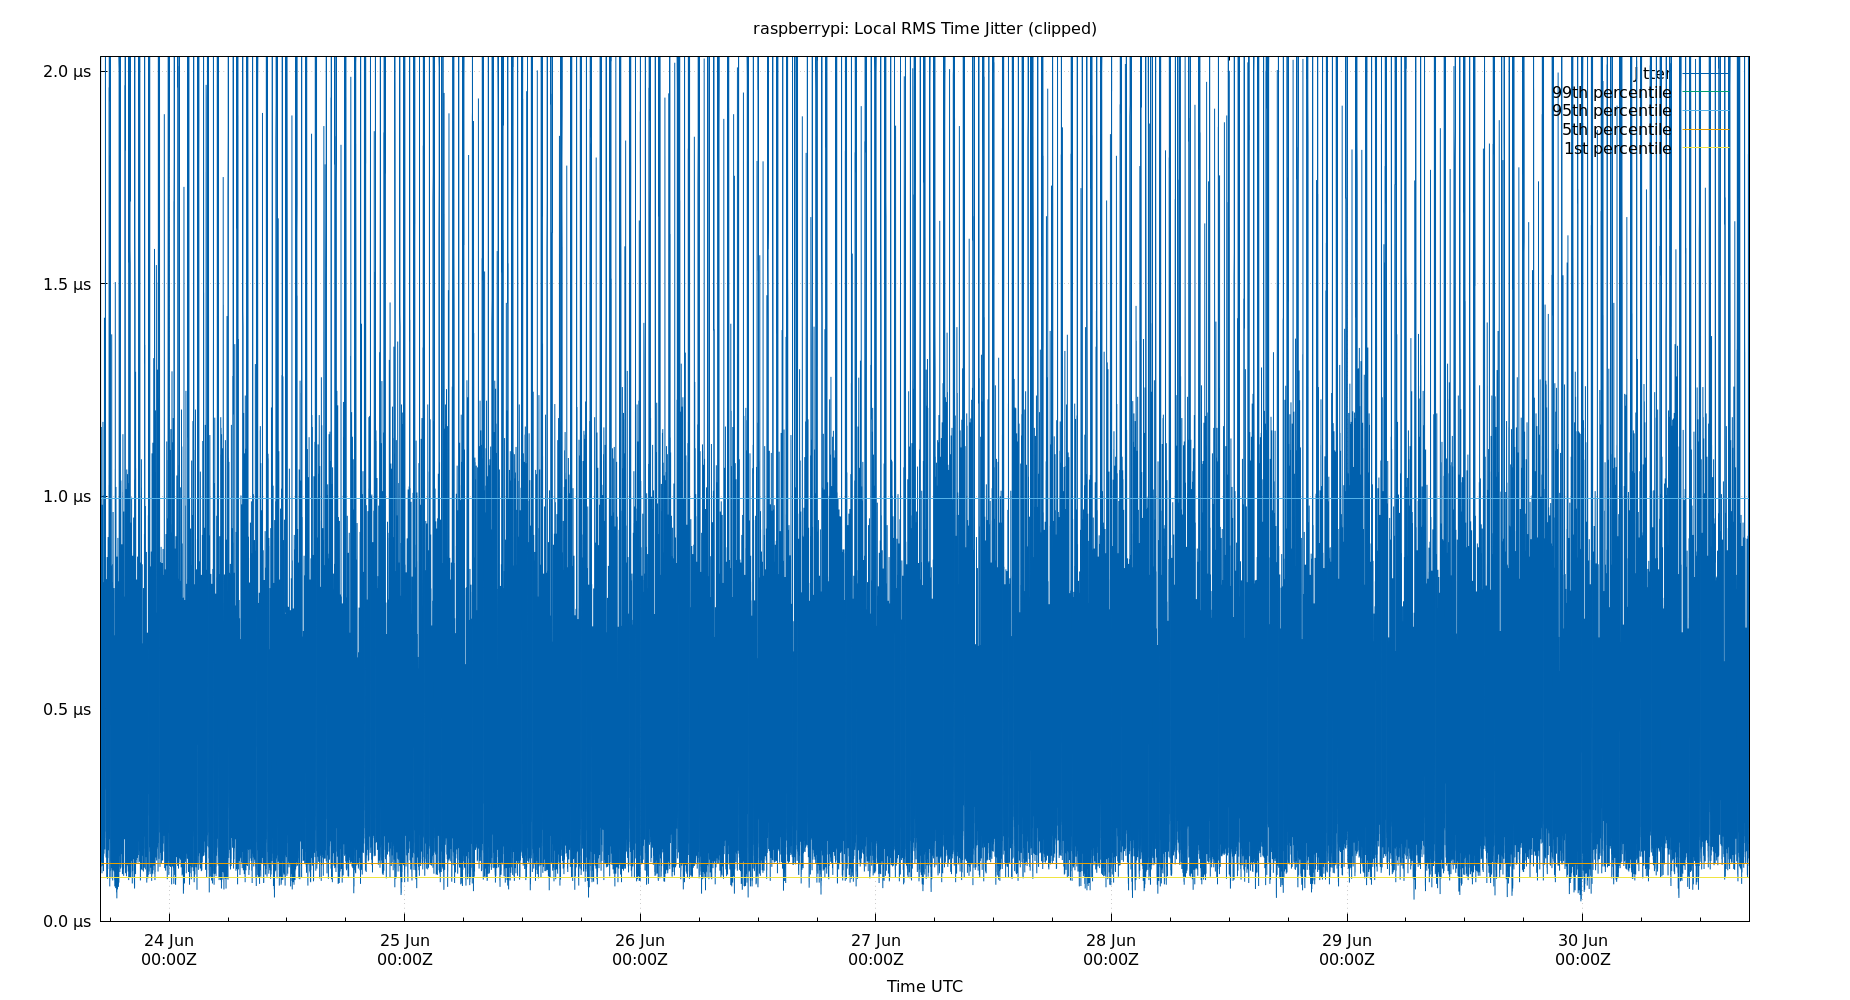 raspberrypi: Local RMS Time Jitter (clipped)
2.0 μs
1.5 μs
1.0 μs
0.5 μs
0.0 μs
jitter
99th percentile
95th percentile
5th percentile
1st percentile
24 Jun 25 Jun 26 Jun 27 Jun 28 Jun 29 Jun 30 Jun
00:00Z 00:00Z 00:00Z 00:00Z 00:00Z 00:00Z 00:00Z
Time UTC